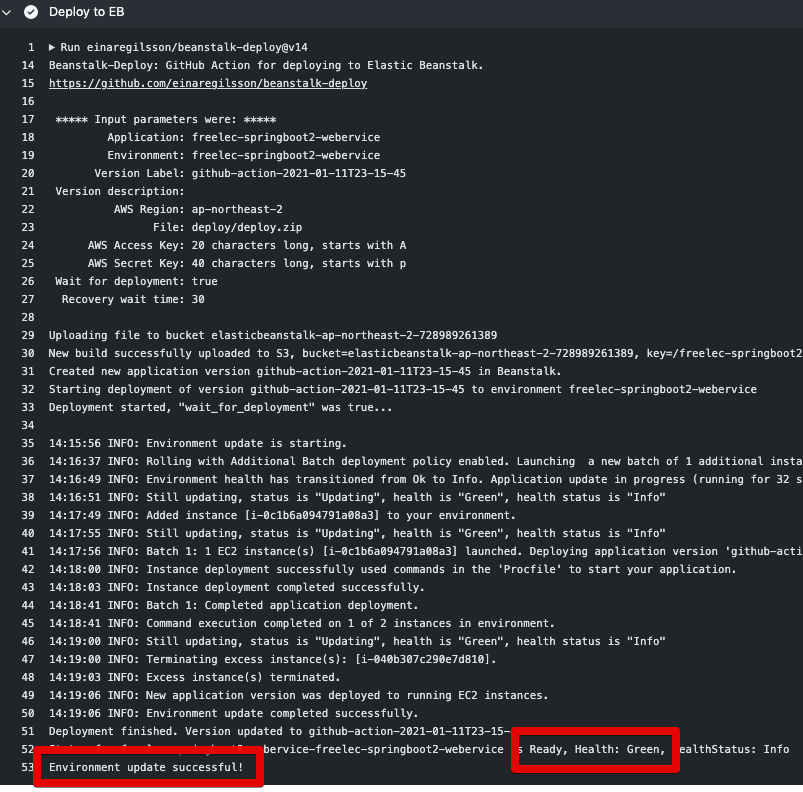 Deploy to EB
1 ▶ Run einaregilsson/beanstalk-deploy@v14
14 Beanstalk-Deploy: GitHub Action for deploying to Elastic Beanstalk.
15 https://github.com/einaregilsson/beanstalk-deploy
16
17 ***** Input parameters were: *****
18 Application: freelec-springboot2-webervice
19 Environment: freelec-springboot2-webervice
20 Version Label: github-action-2021-01-11T23-15-45
21 Version description:
22 AWS Region: ap-northeast-2
23 File: deploy/deploy.zip
24 AWS Access Key: 20 characters long, starts with A
25 AWS Secret Key: 40 characters long, starts with p
26 Wait for deployment: true
27 Recovery wait time: 30
28
29 Uploading file to bucket elasticbeanstalk-ap-northeast-2-728989261389
30 New build successfully uploaded to S3, bucket=elasticbeanstalk-ap-northeast-2-728989261389, key=/freelec-springboot2
31 Created new application version github-action-2021-01-11T23-15-45 in Beanstalk.
32 Starting deployment of version github-action-2021-01-11T23-15-45 to environment freelec-springboot2-webervice
33 Deployment started, "wait_for_deployment" was true...
34
35 14:15:56 INFO: Environment update is starting.
36 14:16:37 INFO: Rolling with Additional Batch deployment policy enabled. Launching  a new batch of 1 additional insta
37 14:16:49 INFO: Environment health has transitioned from Ok to Info. Application update in progress (running for 32 s
38 14:16:51 INFO: Still updating, status is "Updating", health is "Green", health status is "Info"
39 14:17:49 INFO: Added instance [i-0c1b6a094791a08a3] to your environment.
40 14:17:55 INFO: Still updating, status is "Updating", health is "Green", health status is "Info"
41 14:17:56 INFO: Batch 1: 1 EC2 instance(s) [i-0c1b6a094791a08a3] launched. Deploying application version 'github-acti
42 14:18:00 INFO: Instance deployment successfully used commands in the 'Procfile' to start your application.
43 14:18:03 INFO: Instance deployment completed successfully.
44 14:18:41 INFO: Batch 1: Completed application deployment.
45 14:18:41 INFO: Command execution completed on 1 of 2 instances in environment.
46 14:19:00 INFO: Still updating, status is "Updating", health is "Green", health status is "Info"
47 14:19:00 INFO: Terminating excess instance(s): [i-040b307c290e7d810].
48 14:19:03 INFO: Excess instance(s) terminated.
49 14:19:06 INFO: New application version was deployed to running EC2 instances.
50 14:19:06 INFO: Environment update completed successfully.
51 Deployment finished. Version updated to github-action-2021-01-11T23-15-
52 ebervice-freelec-springboot2-webervice s Ready, Health: Green, ealthStatus: Info
53 Environment update successful!